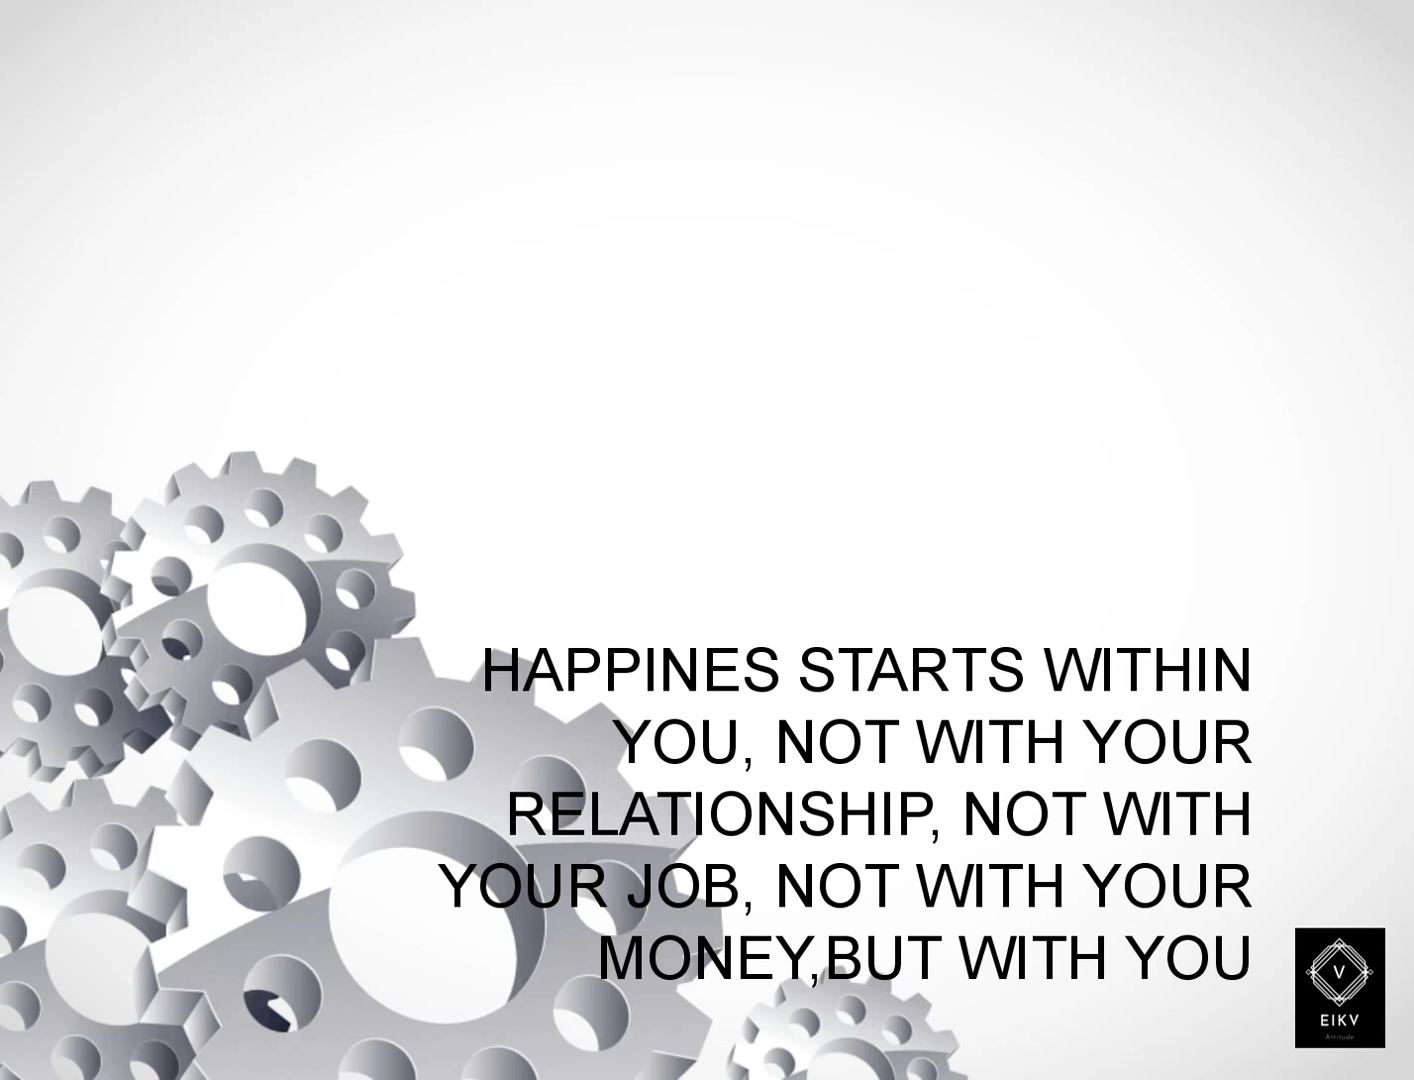 HAPPINES STARTS WITHIN
YOU, NOT WITH YOUR
RELATIONSHIP, NOT WITH
YOUR JOB, NOT WITH YOUR
MONEY,BUT WITH YOU
V
EIKV
Attitude